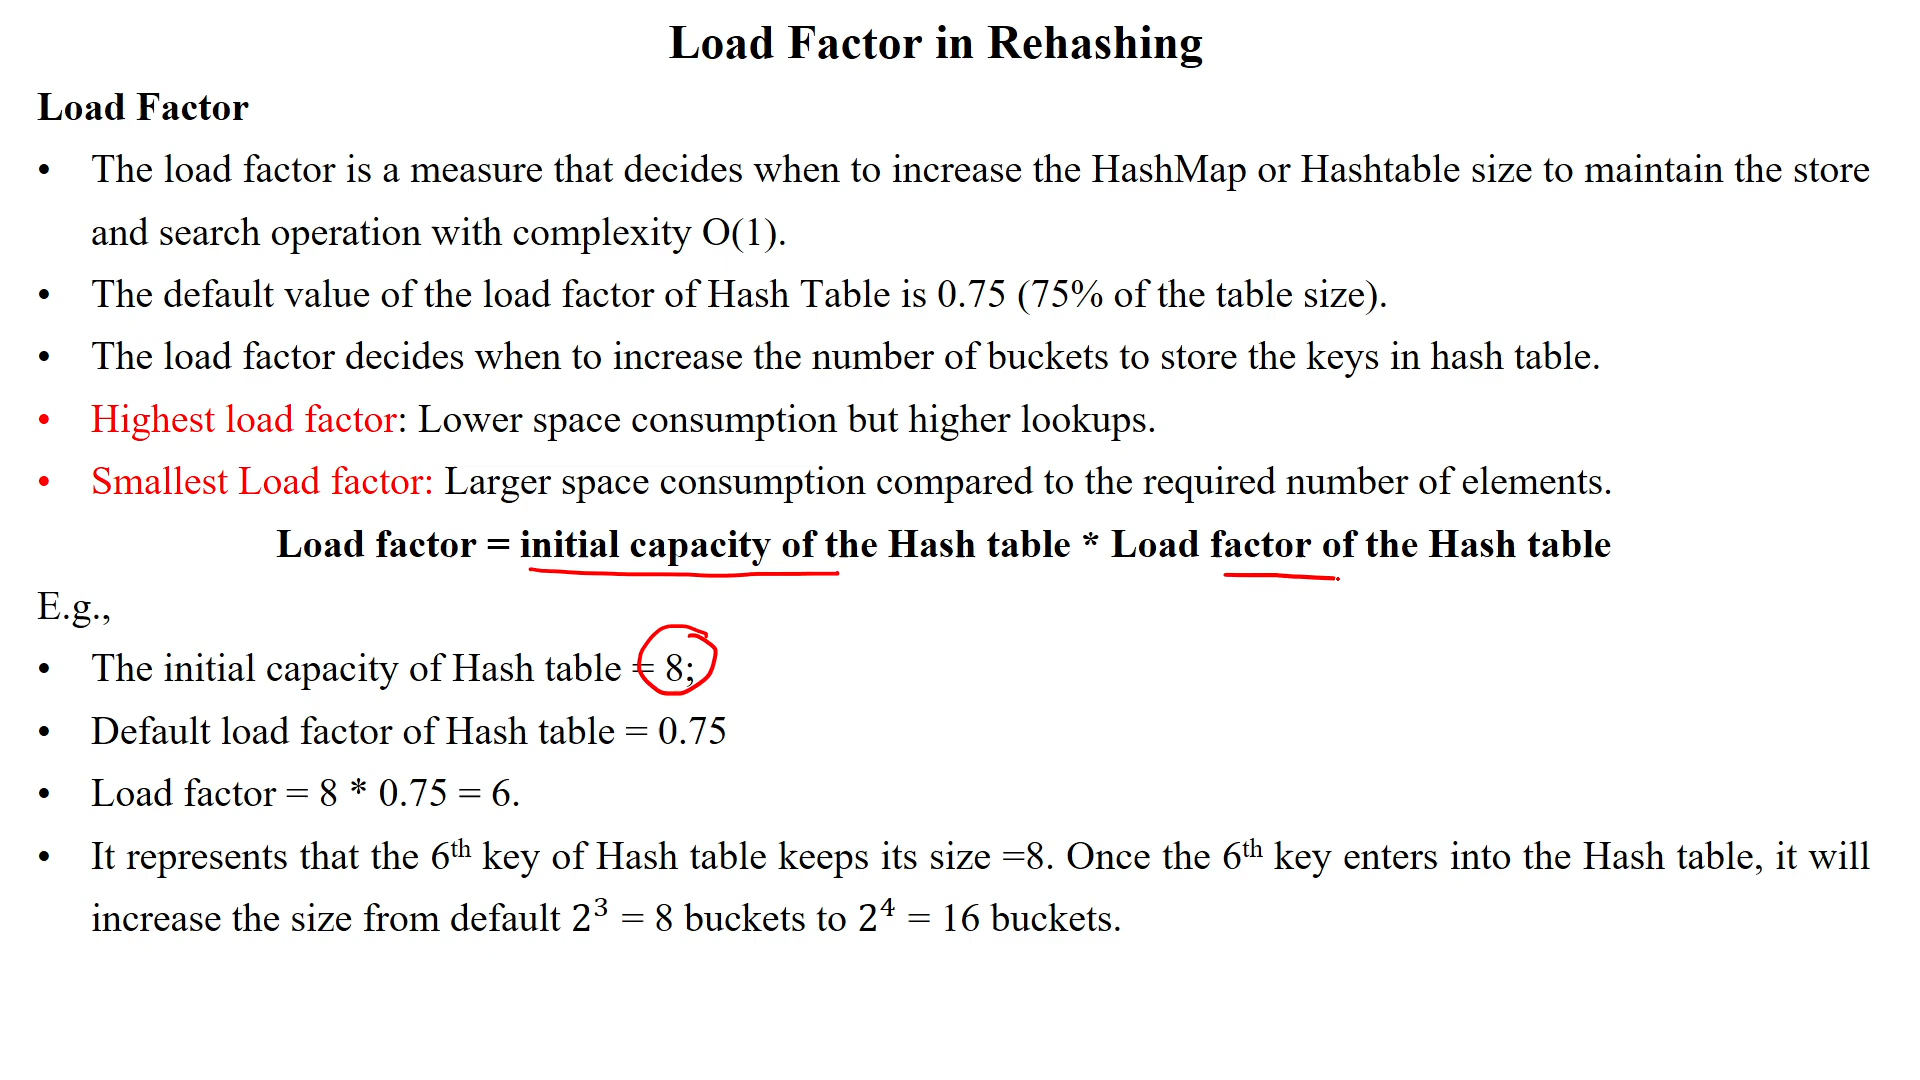 Load Factor in Rehashing
Load Factor
• The load factor is a measure that decides when to increase the HashMap or Hashtable size to maintain the store
and search operation with complexity O(1).
• The default value of the load factor of Hash Table is 0.75 (75% of the table size).
• The load factor decides when to increase the number of buckets to store the keys in hash table.
• Highest load factor: Lower space consumption but higher lookups.
• Smallest Load factor: Larger space consumption compared to the required number of elements.
Load factor = initial capacity of the Hash table * Load factor of the Hash table
E.g.,
• The initial capacity of Hash table = 8;
• Default load factor of Hash table = 0.75
• Load factor = 8 * 0.75 = 6.
• It represents that the 6th key of Hash table keeps its size =8. Once the 6th key enters into the Hash table, it will
increase the size from default 2³ = 8 buckets to 2⁴ = 16 buckets.